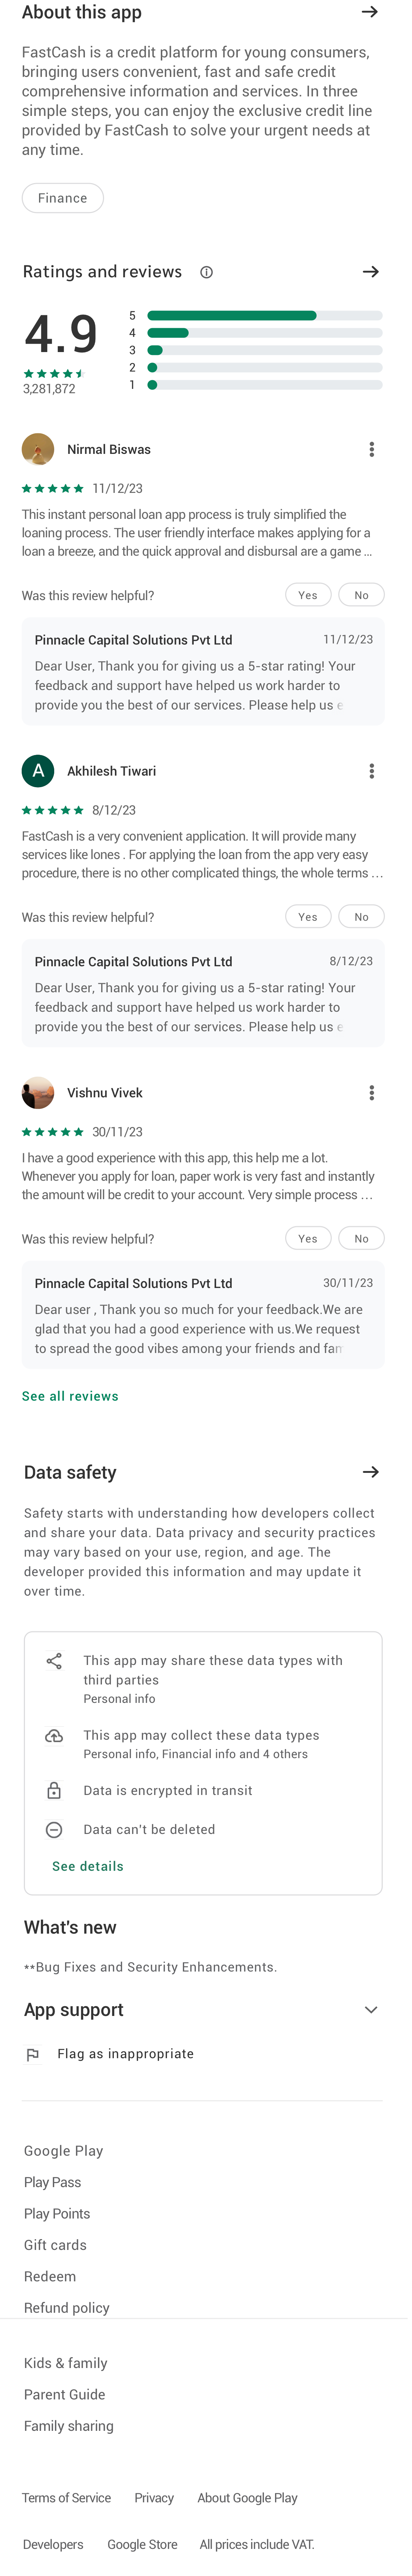 About this app
FastCash is a credit platform for young consumers,
bringing users convenient, fast and safe credit
comprehensive information and services. In three
simple steps, you can enjoy the exclusive credit line
provided by FastCash to solve your urgent needs at
any time.
Finance
Ratings and reviews
4.9
3,281,872
5
4
3
2
1
Nirmal Biswas
11/12/23
This instant personal loan app process is truly simplified the
loaning process. The user friendly interface makes applying for a
loan a breeze, and the quick approval and disbursal are a game ...
Was this review helpful? Yes No
Pinnacle Capital Solutions Pvt Ltd 11/12/23
Dear User, Thank you for giving us a 5-star rating! Your
feedback and support have helped us work harder to
provide you the best of our services. Please help us e
A Akhilesh Tiwari
8/12/23
FastCash is a very convenient application. It will provide many
services like lones . For applying the loan from the app very easy
procedure, there is no other complicated things, the whole terms ...
Was this review helpful? Yes No
Pinnacle Capital Solutions Pvt Ltd 8/12/23
Dear User, Thank you for giving us a 5-star rating! Your
feedback and support have helped us work harder to
provide you the best of our services. Please help us e
Vishnu Vivek
30/11/23
I have a good experience with this app, this help me a lot.
Whenever you apply for loan, paper work is very fast and instantly
the amount will be credit to your account. Very simple process ...
Was this review helpful? Yes No
Pinnacle Capital Solutions Pvt Ltd 30/11/23
Dear user , Thank you so much for your feedback.We are
glad that you had a good experience with us.We request
to spread the good vibes among your friends and fam
See all reviews
Data safety
Safety starts with understanding how developers collect
and share your data. Data privacy and security practices
may vary based on your use, region, and age. The
developer provided this information and may update it
over time.
This app may share these data types with
third parties
Personal info
This app may collect these data types
Personal info, Financial info and 4 others
Data is encrypted in transit
Data can't be deleted
See details
What's new
**Bug Fixes and Security Enhancements.
App support
Flag as inappropriate
Google Play
Play Pass
Play Points
Gift cards
Redeem
Refund policy
Kids & family
Parent Guide
Family sharing
Terms of Service Privacy About Google Play
Developers Google Store All prices include VAT.